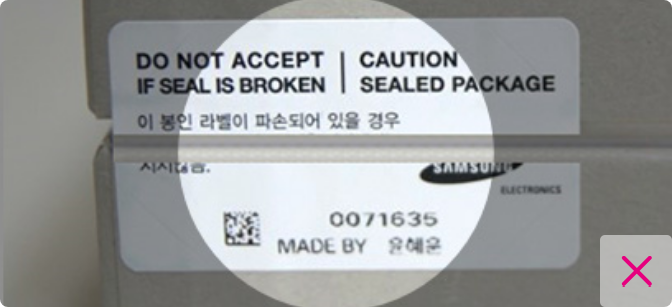 DO NOT ACCEPT
IF SEAL IS BROKEN
CAUTION
SEALED PACKAGE
이 봉인 라벨이 파손되어 있을 경우
SAMSUNG
ELECTRONICS
0071635
MADE BY 윤혜운